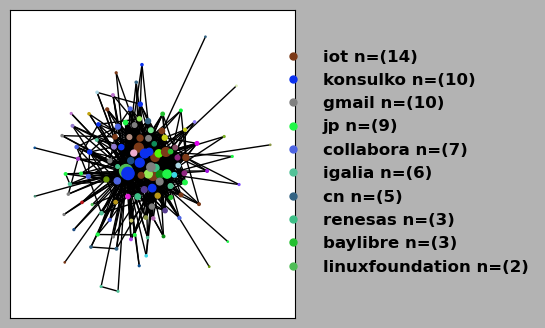 iot n=(14)
konsulko n=(10)
gmail n=(10)
jp n=(9)
collabora n=(7)
igalia n=(6)
cn n=(5)
renesas n=(3)
baylibre n=(3)
linuxfoundation n=(2)